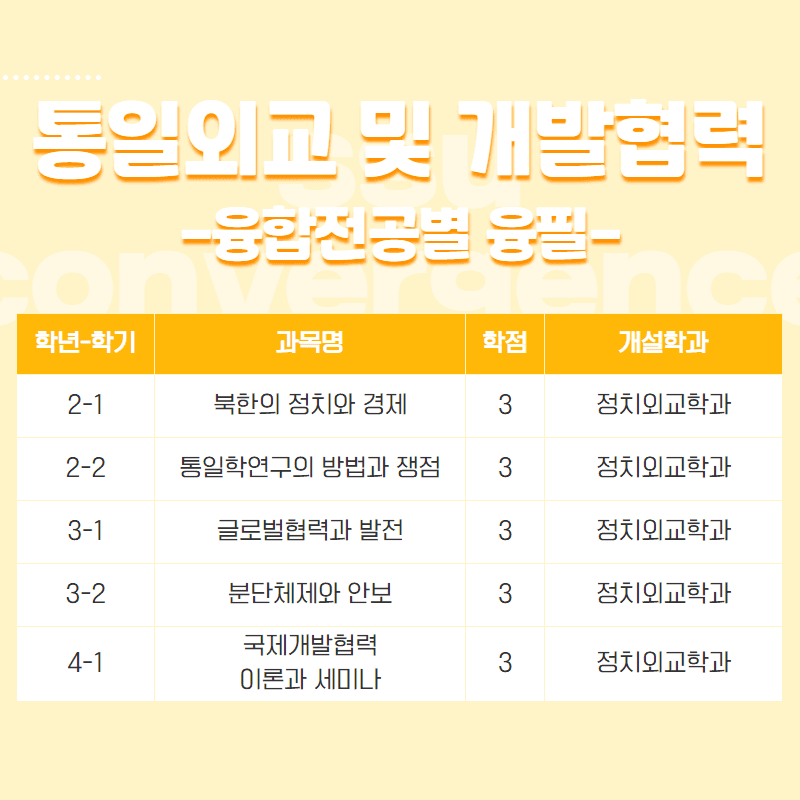 통일외교 및 개발협력
-융합전공별 융필-
ssu
convergence
학년-학기 과목명 학점 개설학과
2-1 북한의 정치와 경제 3 정치외교학과
2-2 통일학연구의 방법과 쟁점 3 정치외교학과
3-1 글로벌협력과 발전 3 정치외교학과
3-2 분단체제와 안보 3 정치외교학과
4-1 국제개발협력 3 정치외교학과
이론과 세미나